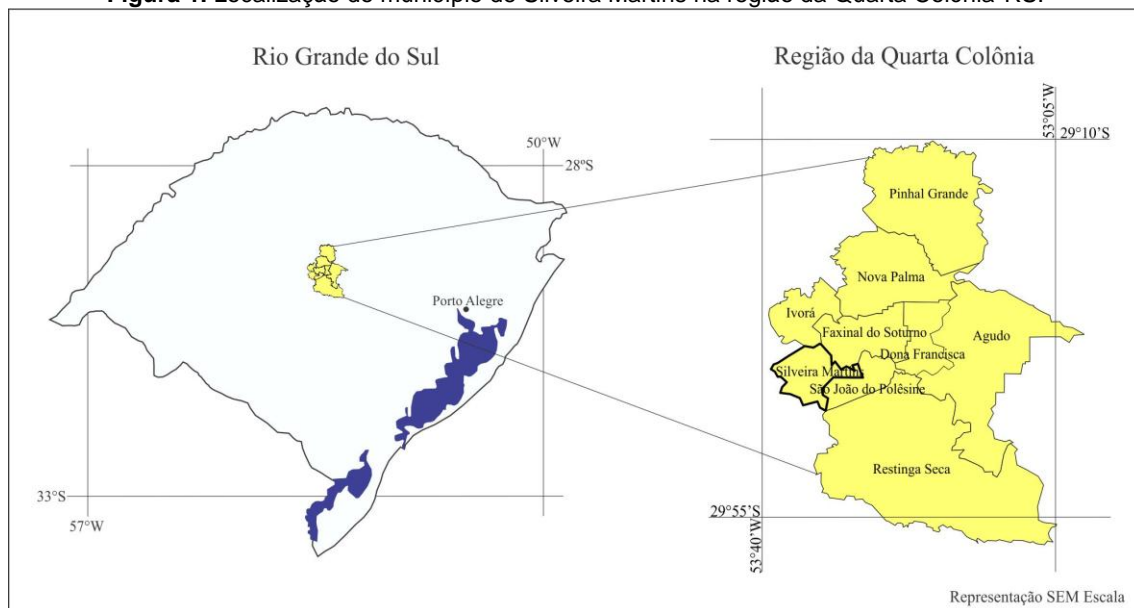 Figura 1. Localização do município de Silveira Martins na região da Quarta Colônia-RS.
Rio Grande do Sul
50°W
28°S
Porto Alegre
33°S
57°W
Região da Quarta Colônia
53°05'W
29°10'S
Pinhal Grande
Nova Palma
Ivorá
Faxinal do Soturno
Agudo
Dona Francisca
Silveira Martins
São João do Polêsine
Restinga Seca
29°55'S
53°40'W
Representação SEM Escala